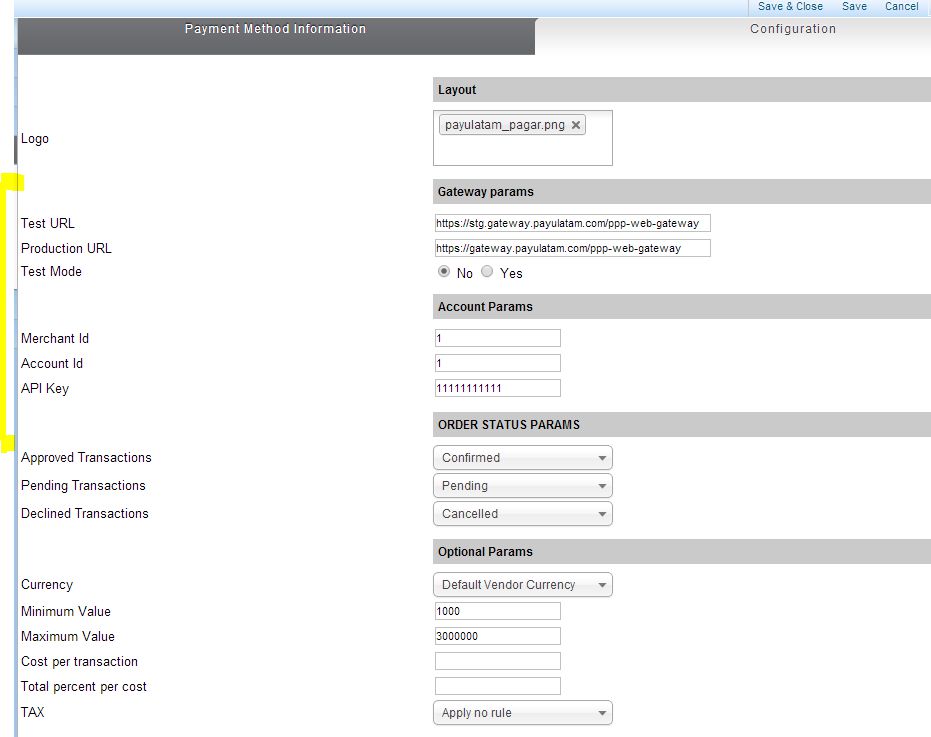 Save & Close Save Cancel
Payment Method Information Configuration
Layout
Logo payulatam_pagar.png ×
Gateway params
Test URL https://stg.gateway.payulatam.com/ppp-web-gateway
Production URL https://gateway.payulatam.com/ppp-web-gateway
Test Mode No Yes
Account Params
Merchant Id 1
Account Id 1
API Key 11111111111
ORDER STATUS PARAMS
Approved Transactions Confirmed
Pending Transactions Pending
Declined Transactions Cancelled
Optional Params
Currency Default Vendor Currency
Minimum Value 1000
Maximum Value 3000000
Cost per transaction
Total percent per cost
TAX Apply no rule